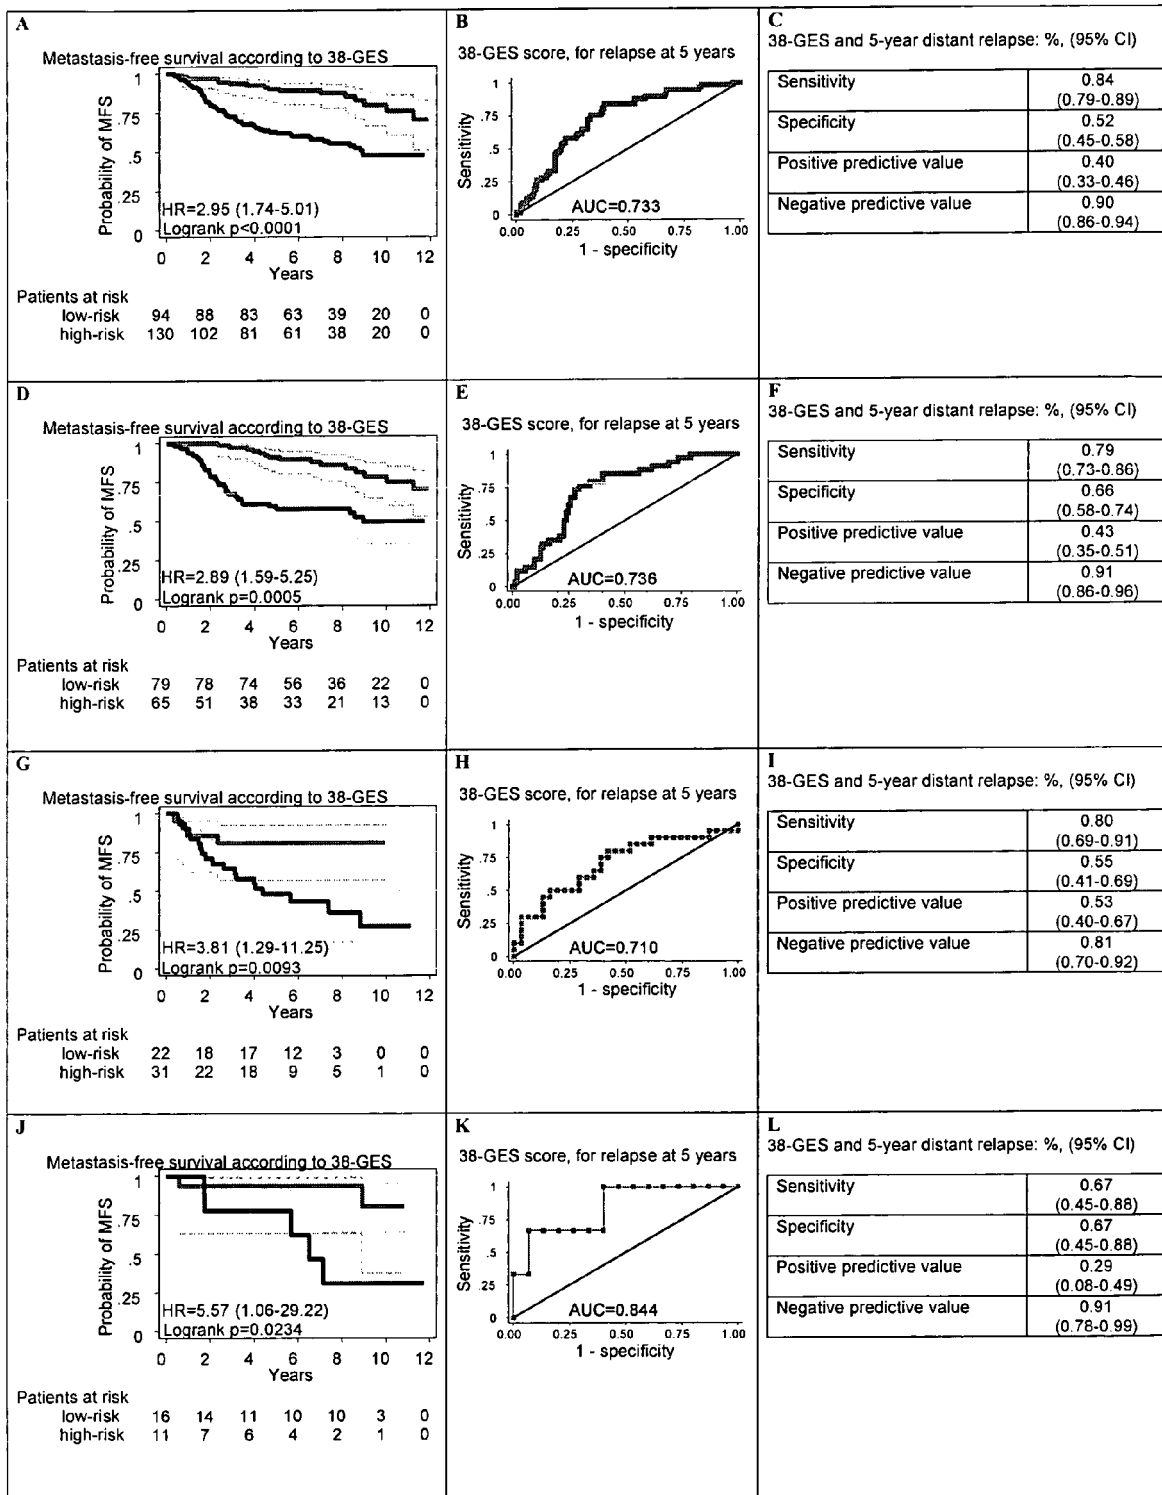 A
Metastasis-free survival according to 38-GES
Probability of MFS
1
.75
.5
.25
0
HR=2.95 (1.74-5.01)
Logrank p<0.0001
0 2 4 6 8 10 12
Years
Patients at risk
low-risk 94 88 83 63 39 20 0
high-risk 130 102 81 61 38 20 0
B
38-GES score, for relapse at 5 years
Sensitivity
1
.75
.5
.25
0
AUC=0.733
0.00 0.25 0.50 0.75 1.00
1 - specificity
C
38-GES and 5-year distant relapse: %, (95% CI)
Sensitivity 0.84
(0.79-0.89)
Specificity 0.52
(0.45-0.58)
Positive predictive value 0.40
(0.33-0.46)
Negative predictive value 0.90
(0.86-0.94)
D
Metastasis-free survival according to 38-GES
Probability of MFS
1
.75
.5
.25
0
HR=2.89 (1.59-5.25)
Logrank p=0.0005
0 2 4 6 8 10 12
Years
Patients at risk
low-risk 79 78 74 56 36 22 0
high-risk 65 51 38 33 21 13 0
E
38-GES score, for relapse at 5 years
Sensitivity
1
.75
.5
.25
0
AUC=0.736
0.00 0.25 0.50 0.75 1.00
1 - specificity
F
38-GES and 5-year distant relapse: %, (95% CI)
Sensitivity 0.79
(0.73-0.86)
Specificity 0.66
(0.58-0.74)
Positive predictive value 0.43
(0.35-0.51)
Negative predictive value 0.91
(0.86-0.96)
G
Metastasis-free survival according to 38-GES
Probability of MFS
1
.75
.5
.25
0
HR=3.81 (1.29-11.25)
Logrank p=0.0093
0 2 4 6 8 10 12
Years
Patients at risk
low-risk 22 18 17 12 3 0 0
high-risk 31 22 18 9 5 1 0
H
38-GES score, for relapse at 5 years
Sensitivity
1
.75
.5
.25
0
AUC=0.710
0.00 0.25 0.50 0.75 1.00
1 - specificity
I
38-GES and 5-year distant relapse: %, (95% CI)
Sensitivity 0.80
(0.69-0.91)
Specificity 0.55
(0.41-0.69)
Positive predictive value 0.53
(0.40-0.67)
Negative predictive value 0.81
(0.70-0.92)
J
Metastasis-free survival according to 38-GES
Probability of MFS
1
.75
.5
.25
0
HR=5.57 (1.06-29.22)
Logrank p=0.0234
0 2 4 6 8 10 12
Years
Patients at risk
low-risk 16 14 11 10 10 3 0
high-risk 11 7 6 4 2 1 0
K
38-GES score, for relapse at 5 years
Sensitivity
1
.75
.5
.25
0
AUC=0.844
0.00 0.25 0.50 0.75 1.00
1 - specificity
L
38-GES and 5-year distant relapse: %, (95% CI)
Sensitivity 0.67
(0.45-0.88)
Specificity 0.67
(0.45-0.88)
Positive predictive value 0.29
(0.08-0.49)
Negative predictive value 0.91
(0.78-0.99)